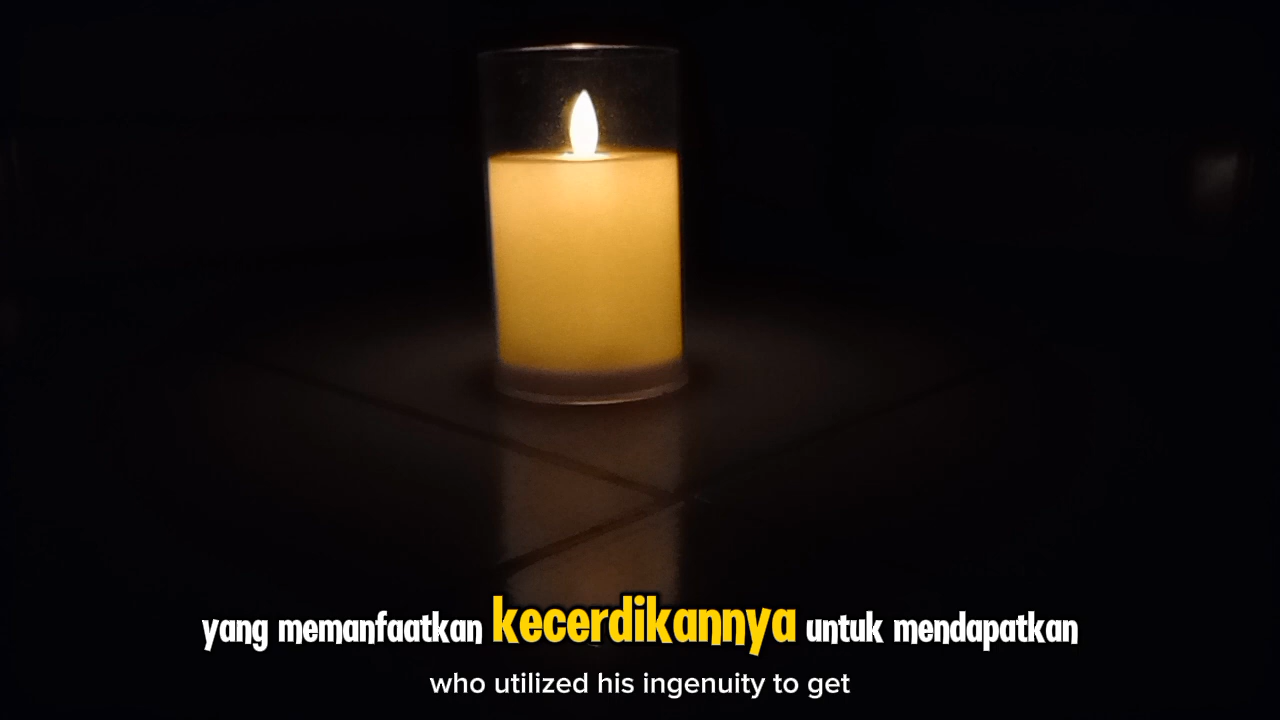 yang memanfaatkan kecerdikannya untuk mendapatkan
who utilized his ingenuity to get